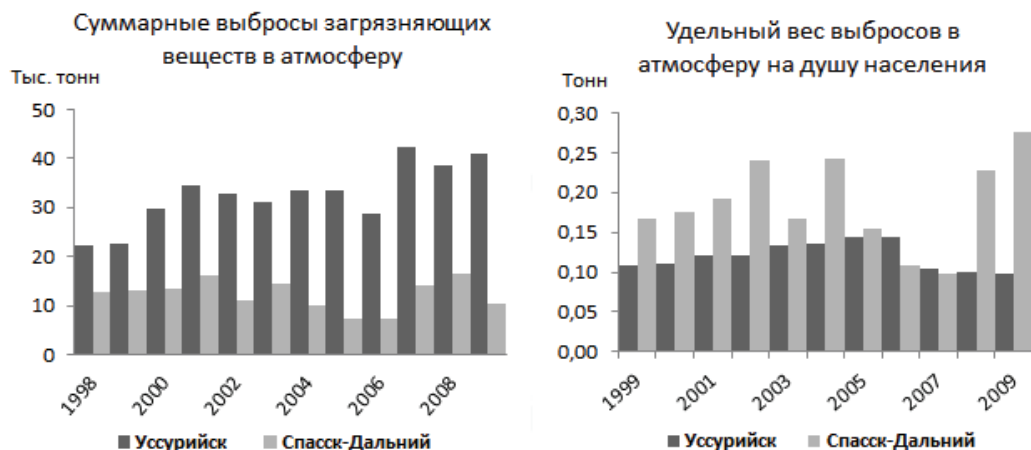 Суммарные выбросы загрязняющих
веществ в атмосферу
Тыс. тонн
50
40
30
20
10
0
1998
2000
2002
2004
2006
2008
Уссурийск
Спасск-Дальний
Удельный вес выбросов в
атмосферу на душу населения
Тонн
0,30
0,25
0,20
0,15
0,10
0,05
0,00
1999
2001
2003
2005
2007
2009
Уссурийск
Спасск-Дальний